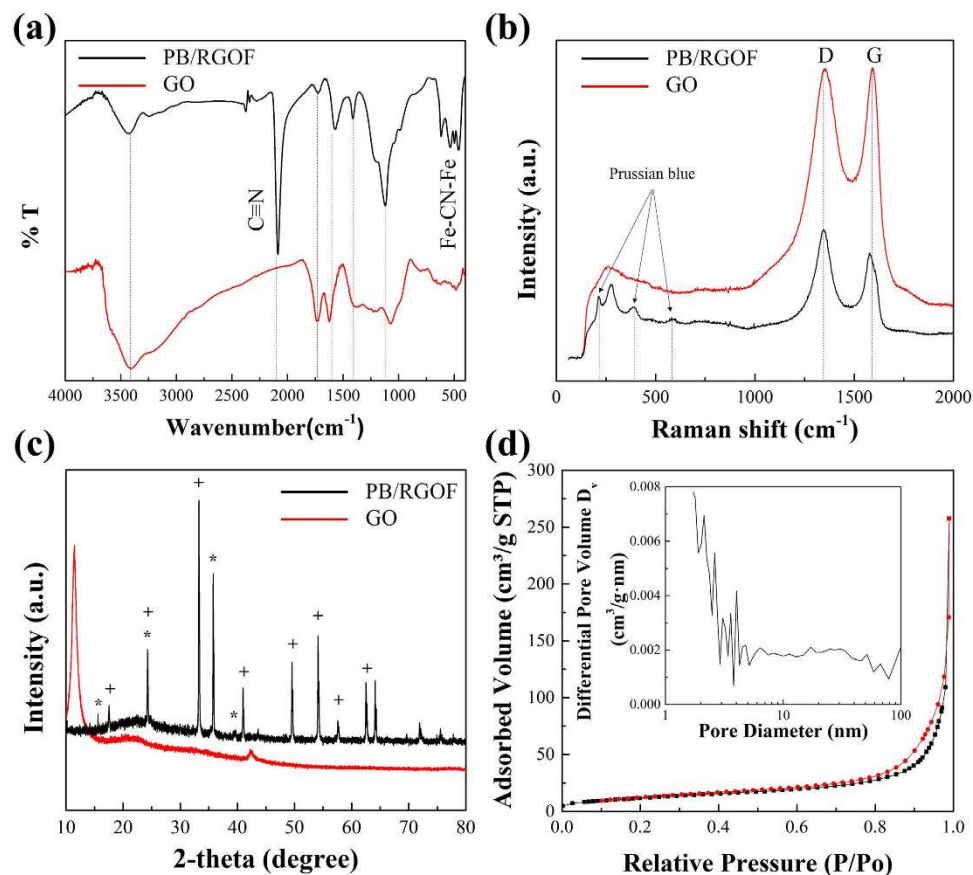 (a)
PB/RGOF
GO
C≡N
Fe-CN-Fe
% T
4000 3500 3000 2500 2000 1500 1000 500
Wavenumber(cm⁻¹)
(b)
PB/RGOF
GO
D G
Prussian blue
Intensity (a.u.)
0 500 1000 1500 2000
Raman shift (cm⁻¹)
(c)
PB/RGOF
GO
+
*
+
*
*
+
+
*
+
+
+
+
+
Intensity (a.u.)
10 20 30 40 50 60 70 80
2-theta (degree)
(d)
300
250
200
150
100
50
0
Adsorbed Volume (cm³/g STP)
0.0 0.2 0.4 0.6 0.8 1.0
Relative Pressure (P/Po)
Differential Pore Volume Dᵥ
(cm³/g·nm)
0.008
0.006
0.004
0.002
0.000
1 10 100
Pore Diameter (nm)